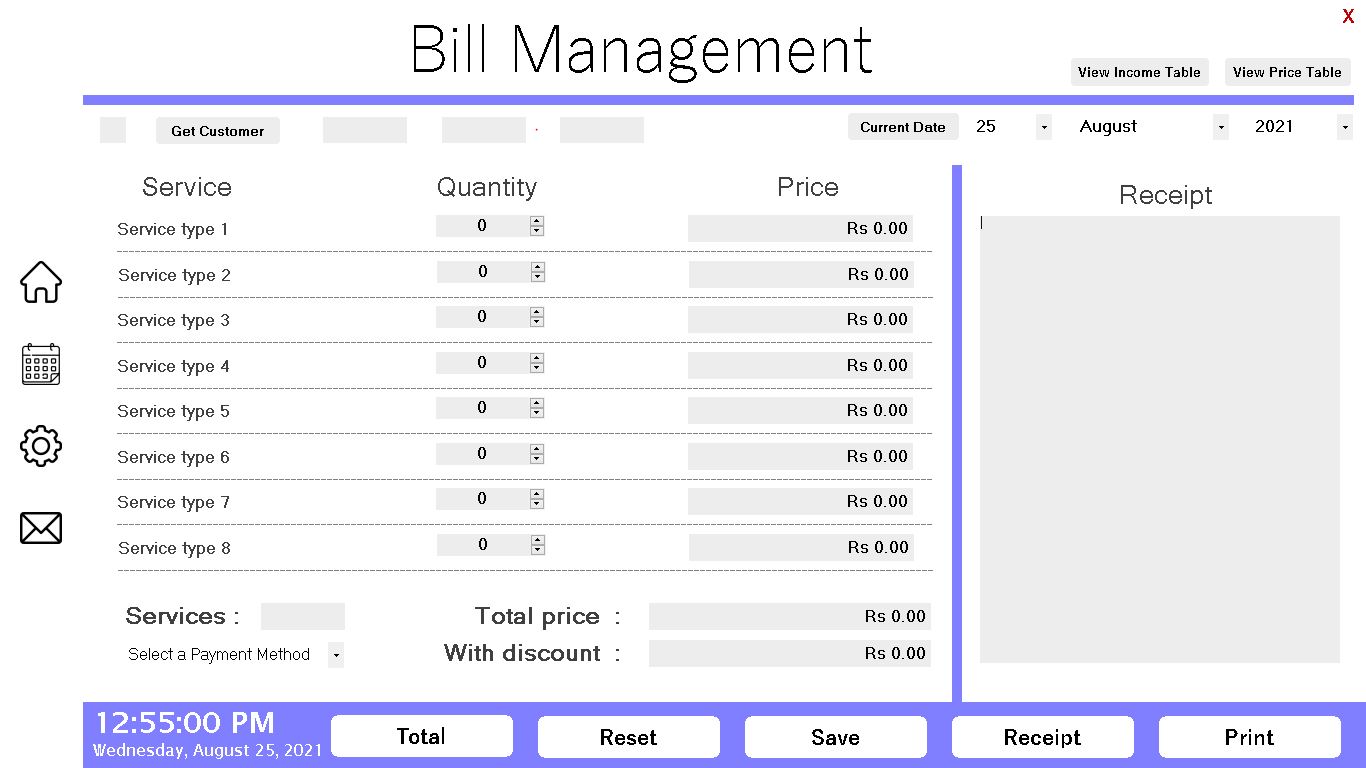 X
Bill Management
View Income Table View Price Table
Get Customer Current Date 25 August 2021
Service Quantity Price Receipt
Service type 1 0 Rs 0.00
Service type 2 0 Rs 0.00
Service type 3 0 Rs 0.00
Service type 4 0 Rs 0.00
Service type 5 0 Rs 0.00
Service type 6 0 Rs 0.00
Service type 7 0 Rs 0.00
Service type 8 0 Rs 0.00
Services : Total price : Rs 0.00
Select a Payment Method With discount : Rs 0.00
12:55:00 PM
Wednesday, August 25, 2021
Total Reset Save Receipt Print